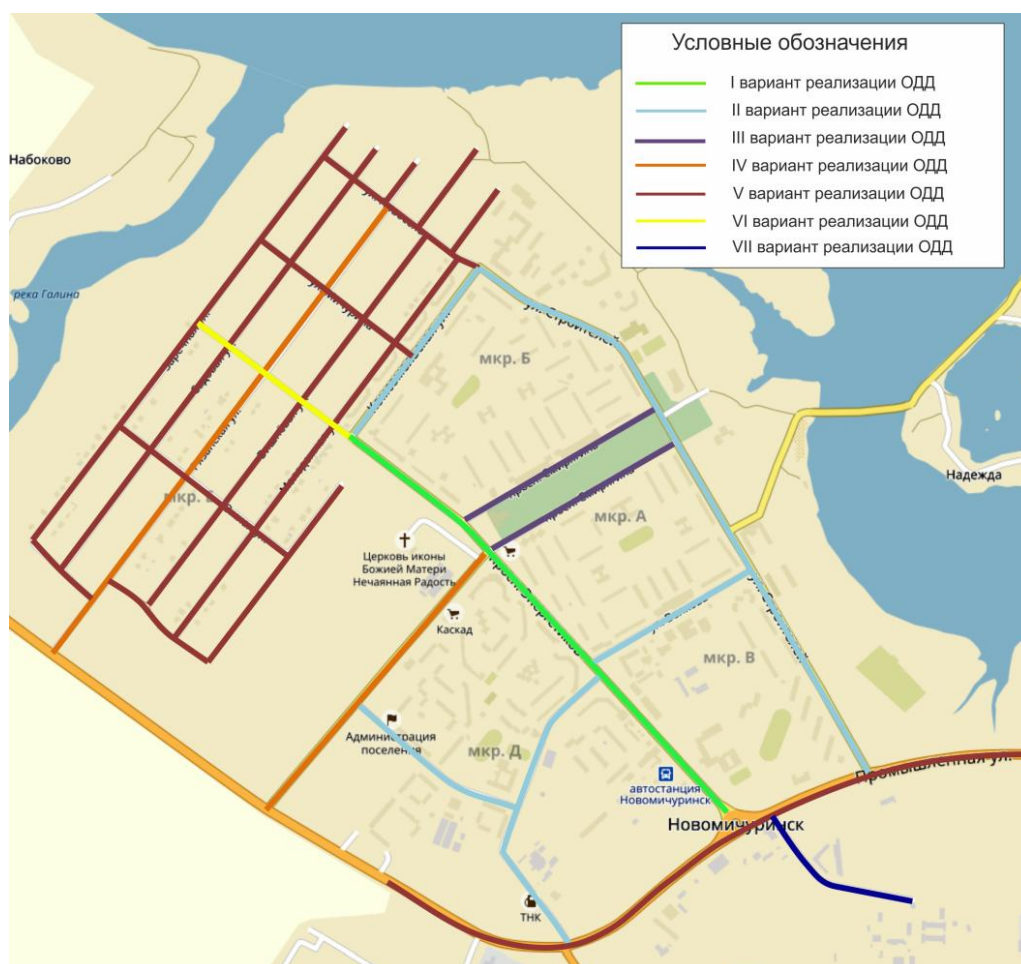 Условные обозначения
I вариант реализации ОДД
II вариант реализации ОДД
III вариант реализации ОДД
IV вариант реализации ОДД
V вариант реализации ОДД
VI вариант реализации ОДД
VII вариант реализации ОДД
Набоково
река Галина
мкр. Б
ул. Строителей
Надежда
мкр. А
Рязанская ул.
Церковь иконы
Божией Матери
Нечаянная Радость
Каскад
мкр. В
Администрация
поселения
мкр. Д
автостанция
Новомичуринск
Промышленная ул.
Новомичуринск
ТНК